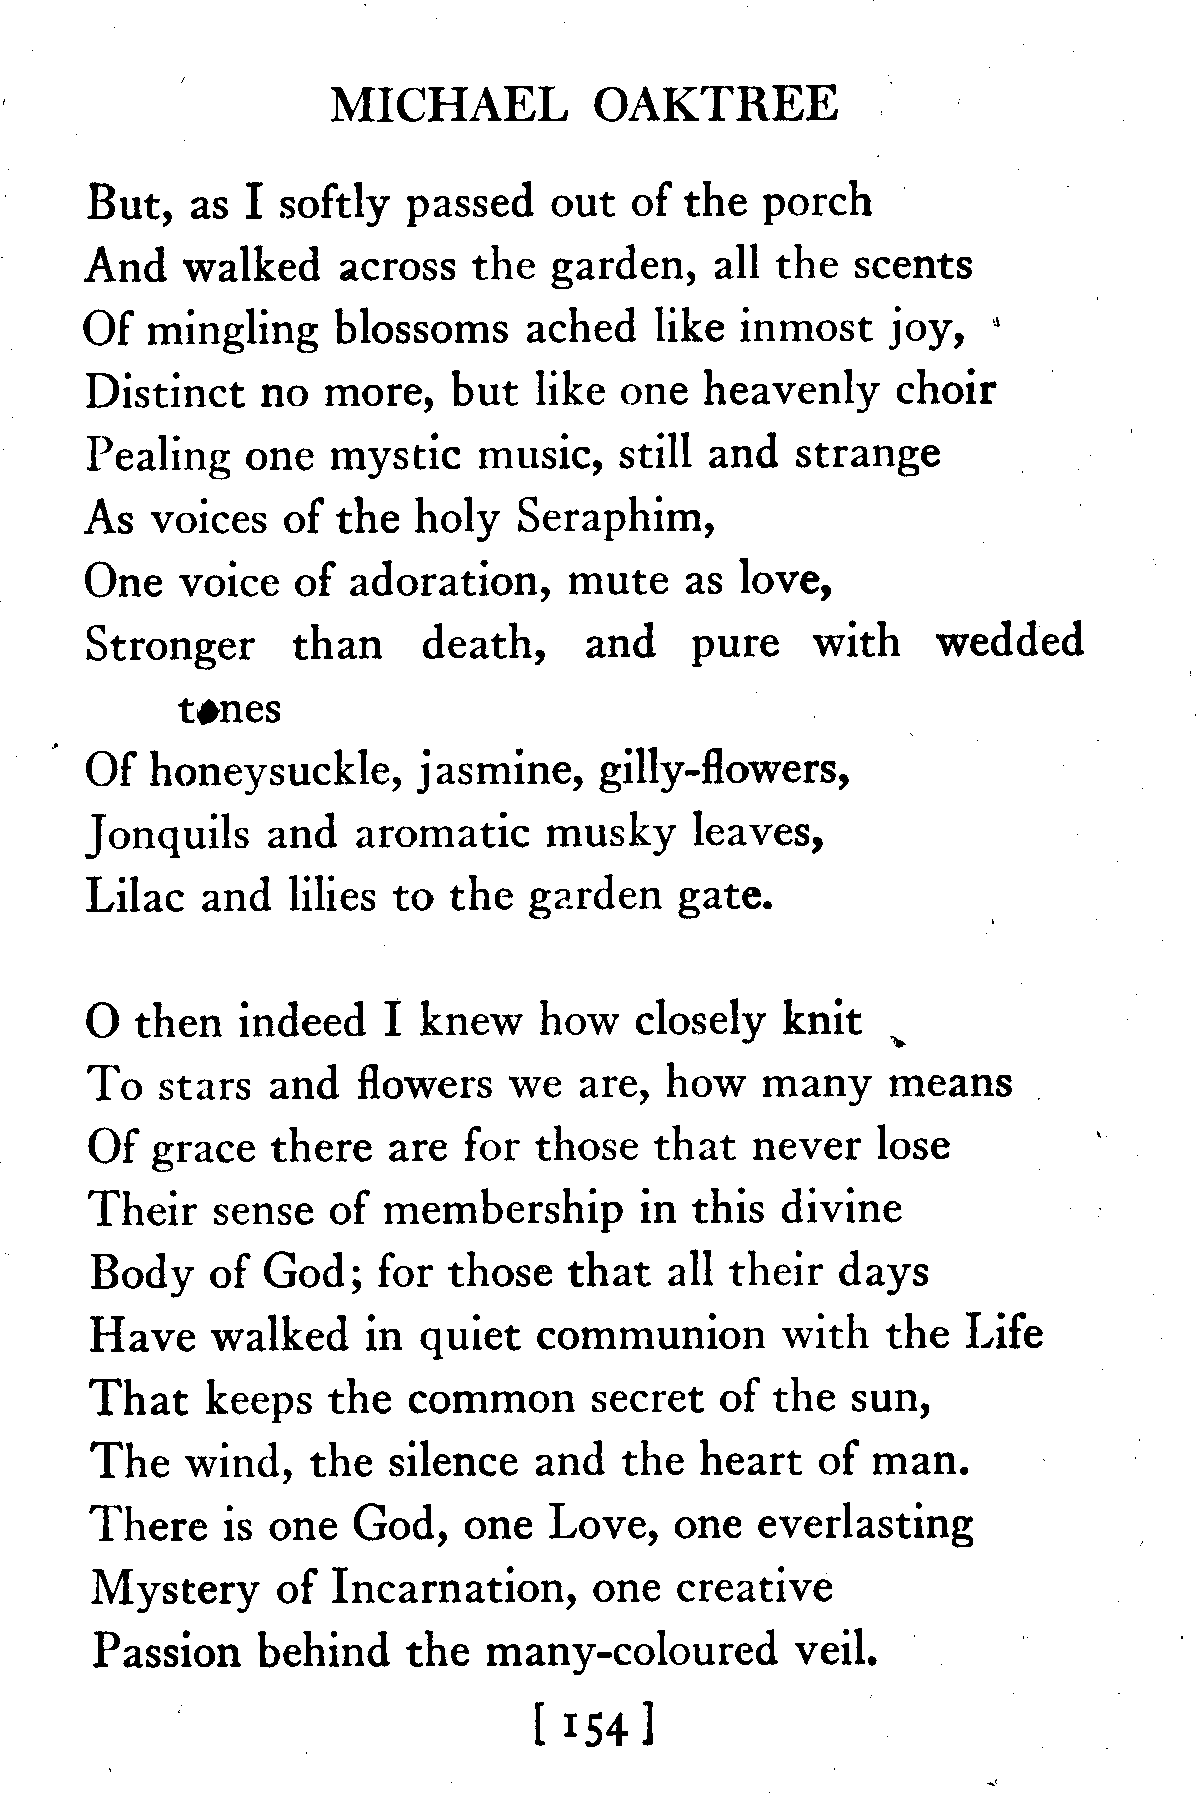 MICHAEL OAKTREE
But, as I softly passed out of the porch
And walked across the garden, all the scents
Of mingling blossoms ached like inmost joy,
Distinct no more, but like one heavenly choir
Pealing one mystic music, still and strange
As voices of the holy Seraphim,
One voice of adoration, mute as love,
Stronger than death, and pure with wedded
tones
Of honeysuckle, jasmine, gilly-flowers,
Jonquils and aromatic musky leaves,
Lilac and lilies to the garden gate.
O then indeed I knew how closely knit
To stars and flowers we are, how many means
Of grace there are for those that never lose
Their sense of membership in this divine
Body of God; for those that all their days
Have walked in quiet communion with the Life
That keeps the common secret of the sun,
The wind, the silence and the heart of man.
There is one God, one Love, one everlasting
Mystery of Incarnation, one creative
Passion behind the many-coloured veil.
[ 154 ]